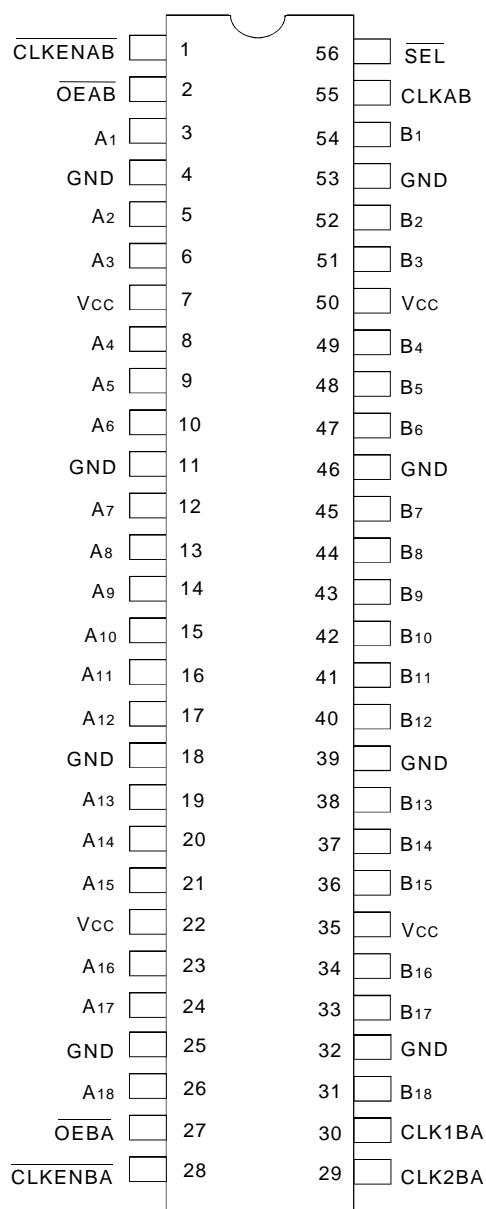 CLKENAB 1 56 SEL
OEAB 2 55 CLKAB
A1 3 54 B1
GND 4 53 GND
A2 5 52 B2
A3 6 51 B3
VCC 7 50 VCC
A4 8 49 B4
A5 9 48 B5
A6 10 47 B6
GND 11 46 GND
A7 12 45 B7
A8 13 44 B8
A9 14 43 B9
A10 15 42 B10
A11 16 41 B11
A12 17 40 B12
GND 18 39 GND
A13 19 38 B13
A14 20 37 B14
A15 21 36 B15
VCC 22 35 VCC
A16 23 34 B16
A17 24 33 B17
GND 25 32 GND
A18 26 31 B18
OEBA 27 30 CLK1BA
CLKENBA 28 29 CLK2BA